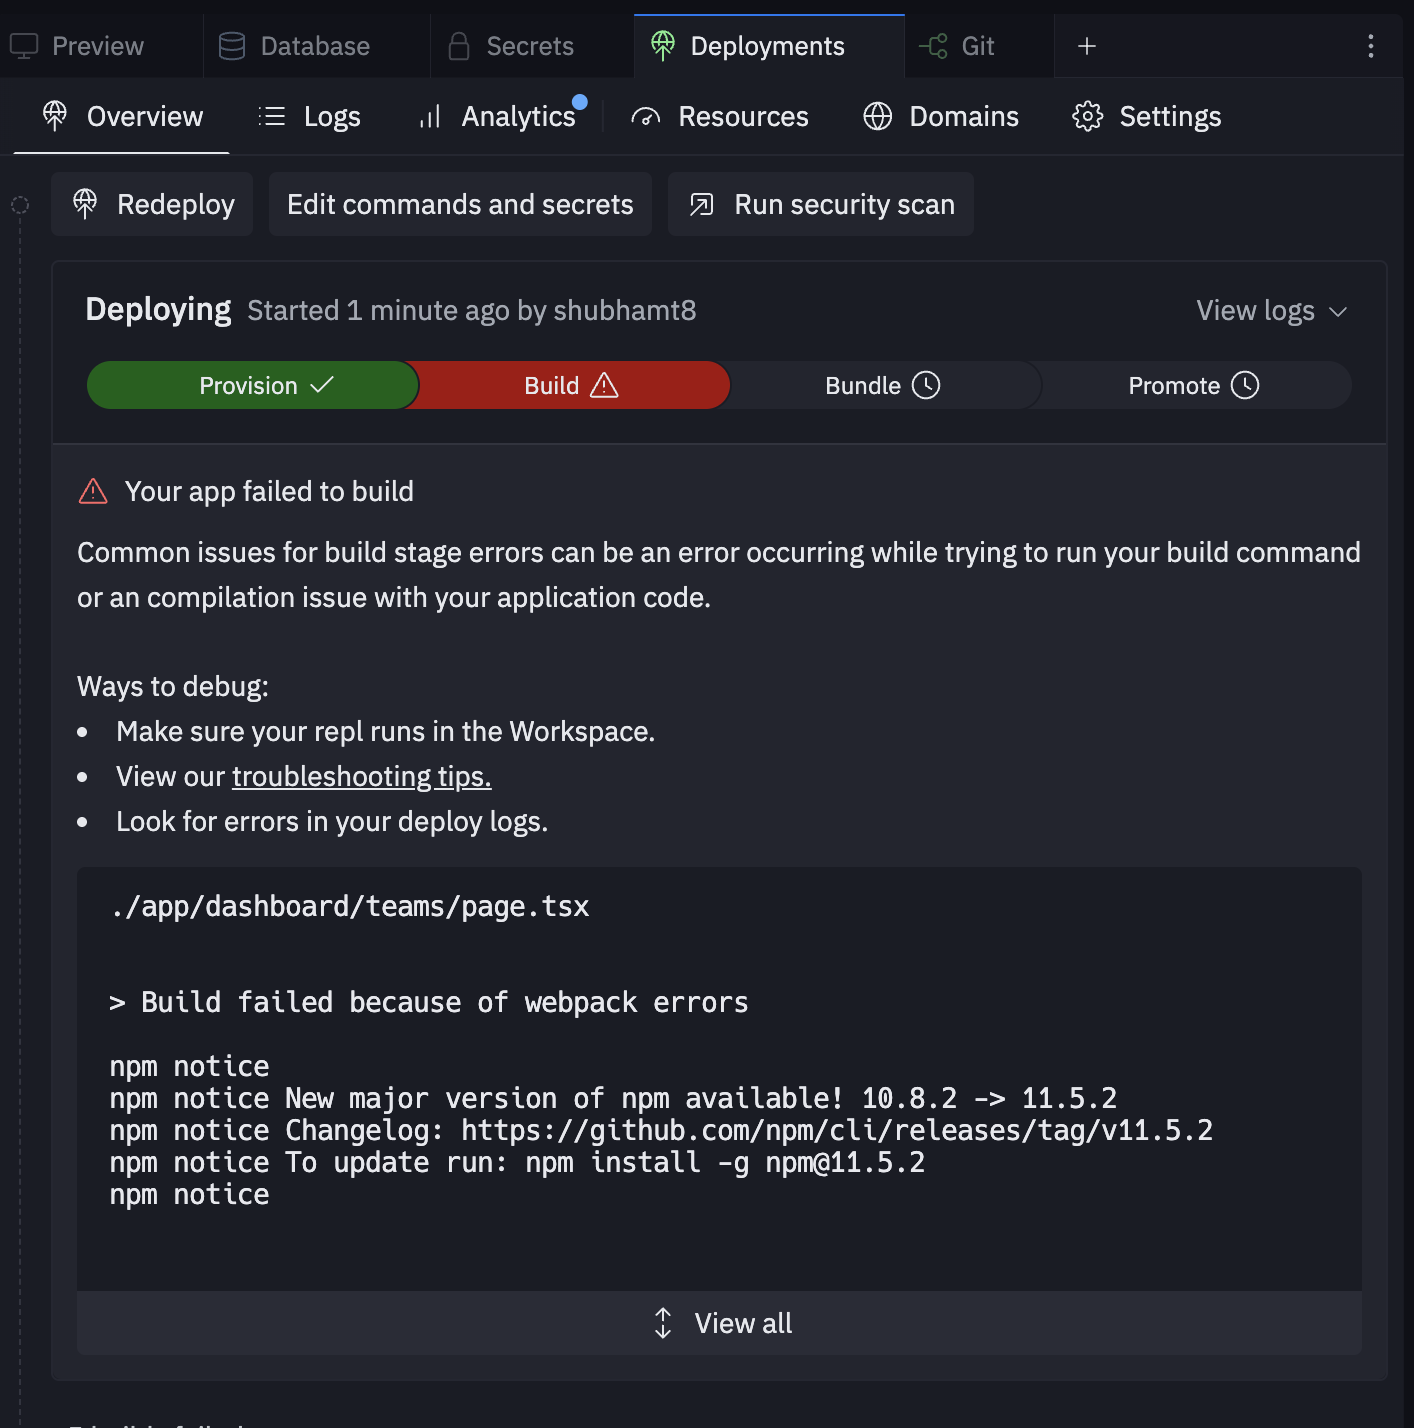 Preview
Database
Secrets
Deployments
Git
Overview
Logs
Analytics
Resources
Domains
Settings
Redeploy
Edit commands and secrets
Run security scan
Deploying Started 1 minute ago by shubhamt8
View logs
Provision
Build
Bundle
Promote
Your app failed to build
Common issues for build stage errors can be an error occurring while trying to run your build command
or an compilation issue with your application code.
Ways to debug:
• Make sure your repl runs in the Workspace.
• View our troubleshooting tips.
• Look for errors in your deploy logs.
./app/dashboard/teams/page.tsx
> Build failed because of webpack errors
npm notice
npm notice New major version of npm available! 10.8.2 -> 11.5.2
npm notice Changelog: https://github.com/npm/cli/releases/tag/v11.5.2
npm notice To update run: npm install -g npm@11.5.2
npm notice
View all